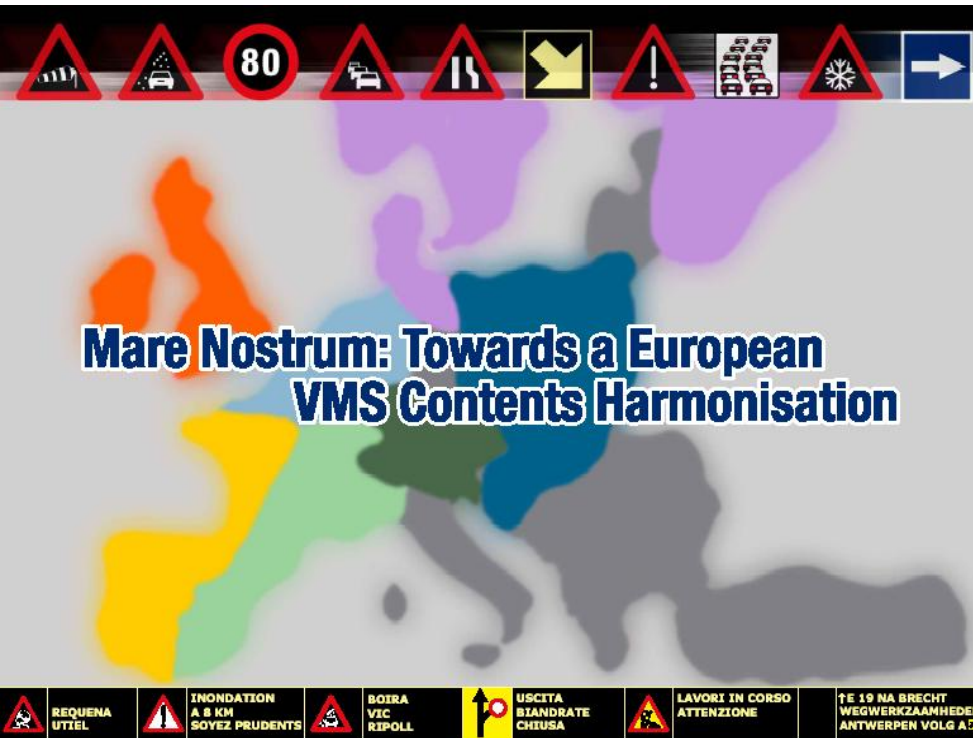 80
Mare Nostrum: Towards a European
VMS Contents Harmonisation
REQUENA
UTIEL
INONDATION
A 8 KM
SOYEZ PRUDENTS
BOIRA
VIC
RIPOLL
USCITA
BIANDRATE
CHIUSA
LAVORI IN CORSO
ATTENZIONE
E 19 NA BRECHT
ANTWERPEN VOLG